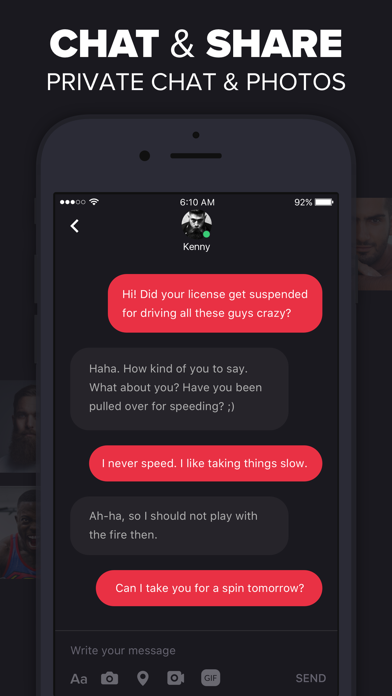 CHAT & SHARE
PRIVATE CHAT & PHOTOS
6:10 AM
92%
Kenny
Hi! Did your license get suspended
for driving all these guys crazy?
Haha. How kind of you to say.
What about you? Have you been
pulled over for speeding? ;)
I never speed. I like taking things slow.
Ah-ha, so I should not play with
the fire then.
Can I take you for a spin tomorrow?
Write your message
Aa
GIF
SEND